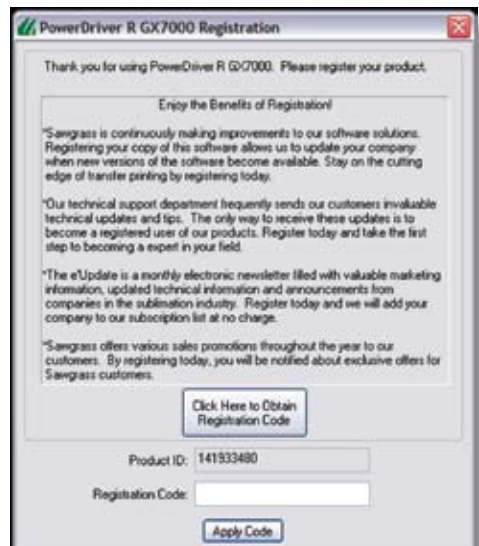 PowerDriver R GX7000 Registration
Thank you for using PowerDriver R GX7000. Please register your product.
Enjoy the Benefits of Registration!
*Sawgrass is continuously making improvements to our software solutions.
Registering your copy of this software allows us to update your company
when new versions of the software become available. Stay on the cutting
edge of transfer printing by registering today.
*Our technical support department frequently sends our customers invaluable
technical updates and tips. The only way to receive these updates is to
become a registered user of our products. Register today and take the first
step to becoming a expert in your field.
*The e'Update is a monthly electronic newsletter filled with valuable marketing
information, updated technical information and announcements from
companies in the sublimation industry. Register today and we will add your
company to our subscription list at no charge.
*Sawgrass offers various sales promotions throughout the year to our
customers. By registering today, you will be notified about exclusive offers for
Sawgrass customers.
Click Here to Obtain
Registration Code
Product ID: 141933480
Registration Code:
Apply Code